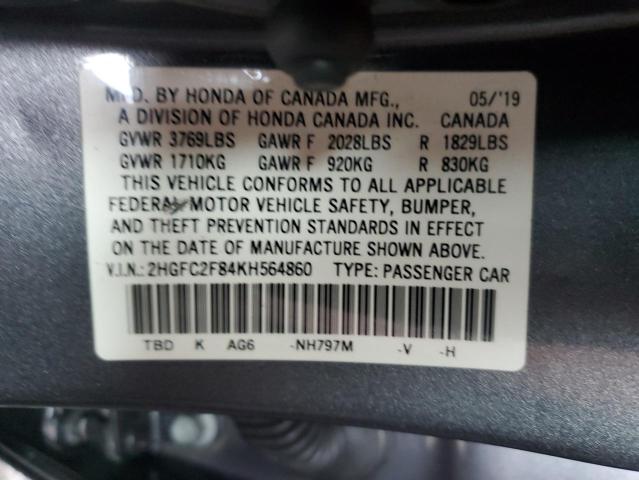 MFD. BY HONDA OF CANADA MFG., 05/'19
A DIVISION OF HONDA CANADA INC. CANADA
GVWR 3769LBS GAWR F 2028LBS R 1829LBS
GVWR 1710KG GAWR F 920KG R 830KG
THIS VEHICLE CONFORMS TO ALL APPLICABLE
FEDERAL MOTOR VEHICLE SAFETY, BUMPER,
AND THEFT PREVENTION STANDARDS IN EFFECT
ON THE DATE OF MANUFACTURE SHOWN ABOVE.
V.I.N.: 2HGFC2F84KH564860 TYPE: PASSENGER CAR
TBD K AG6 -NH797M -V -H